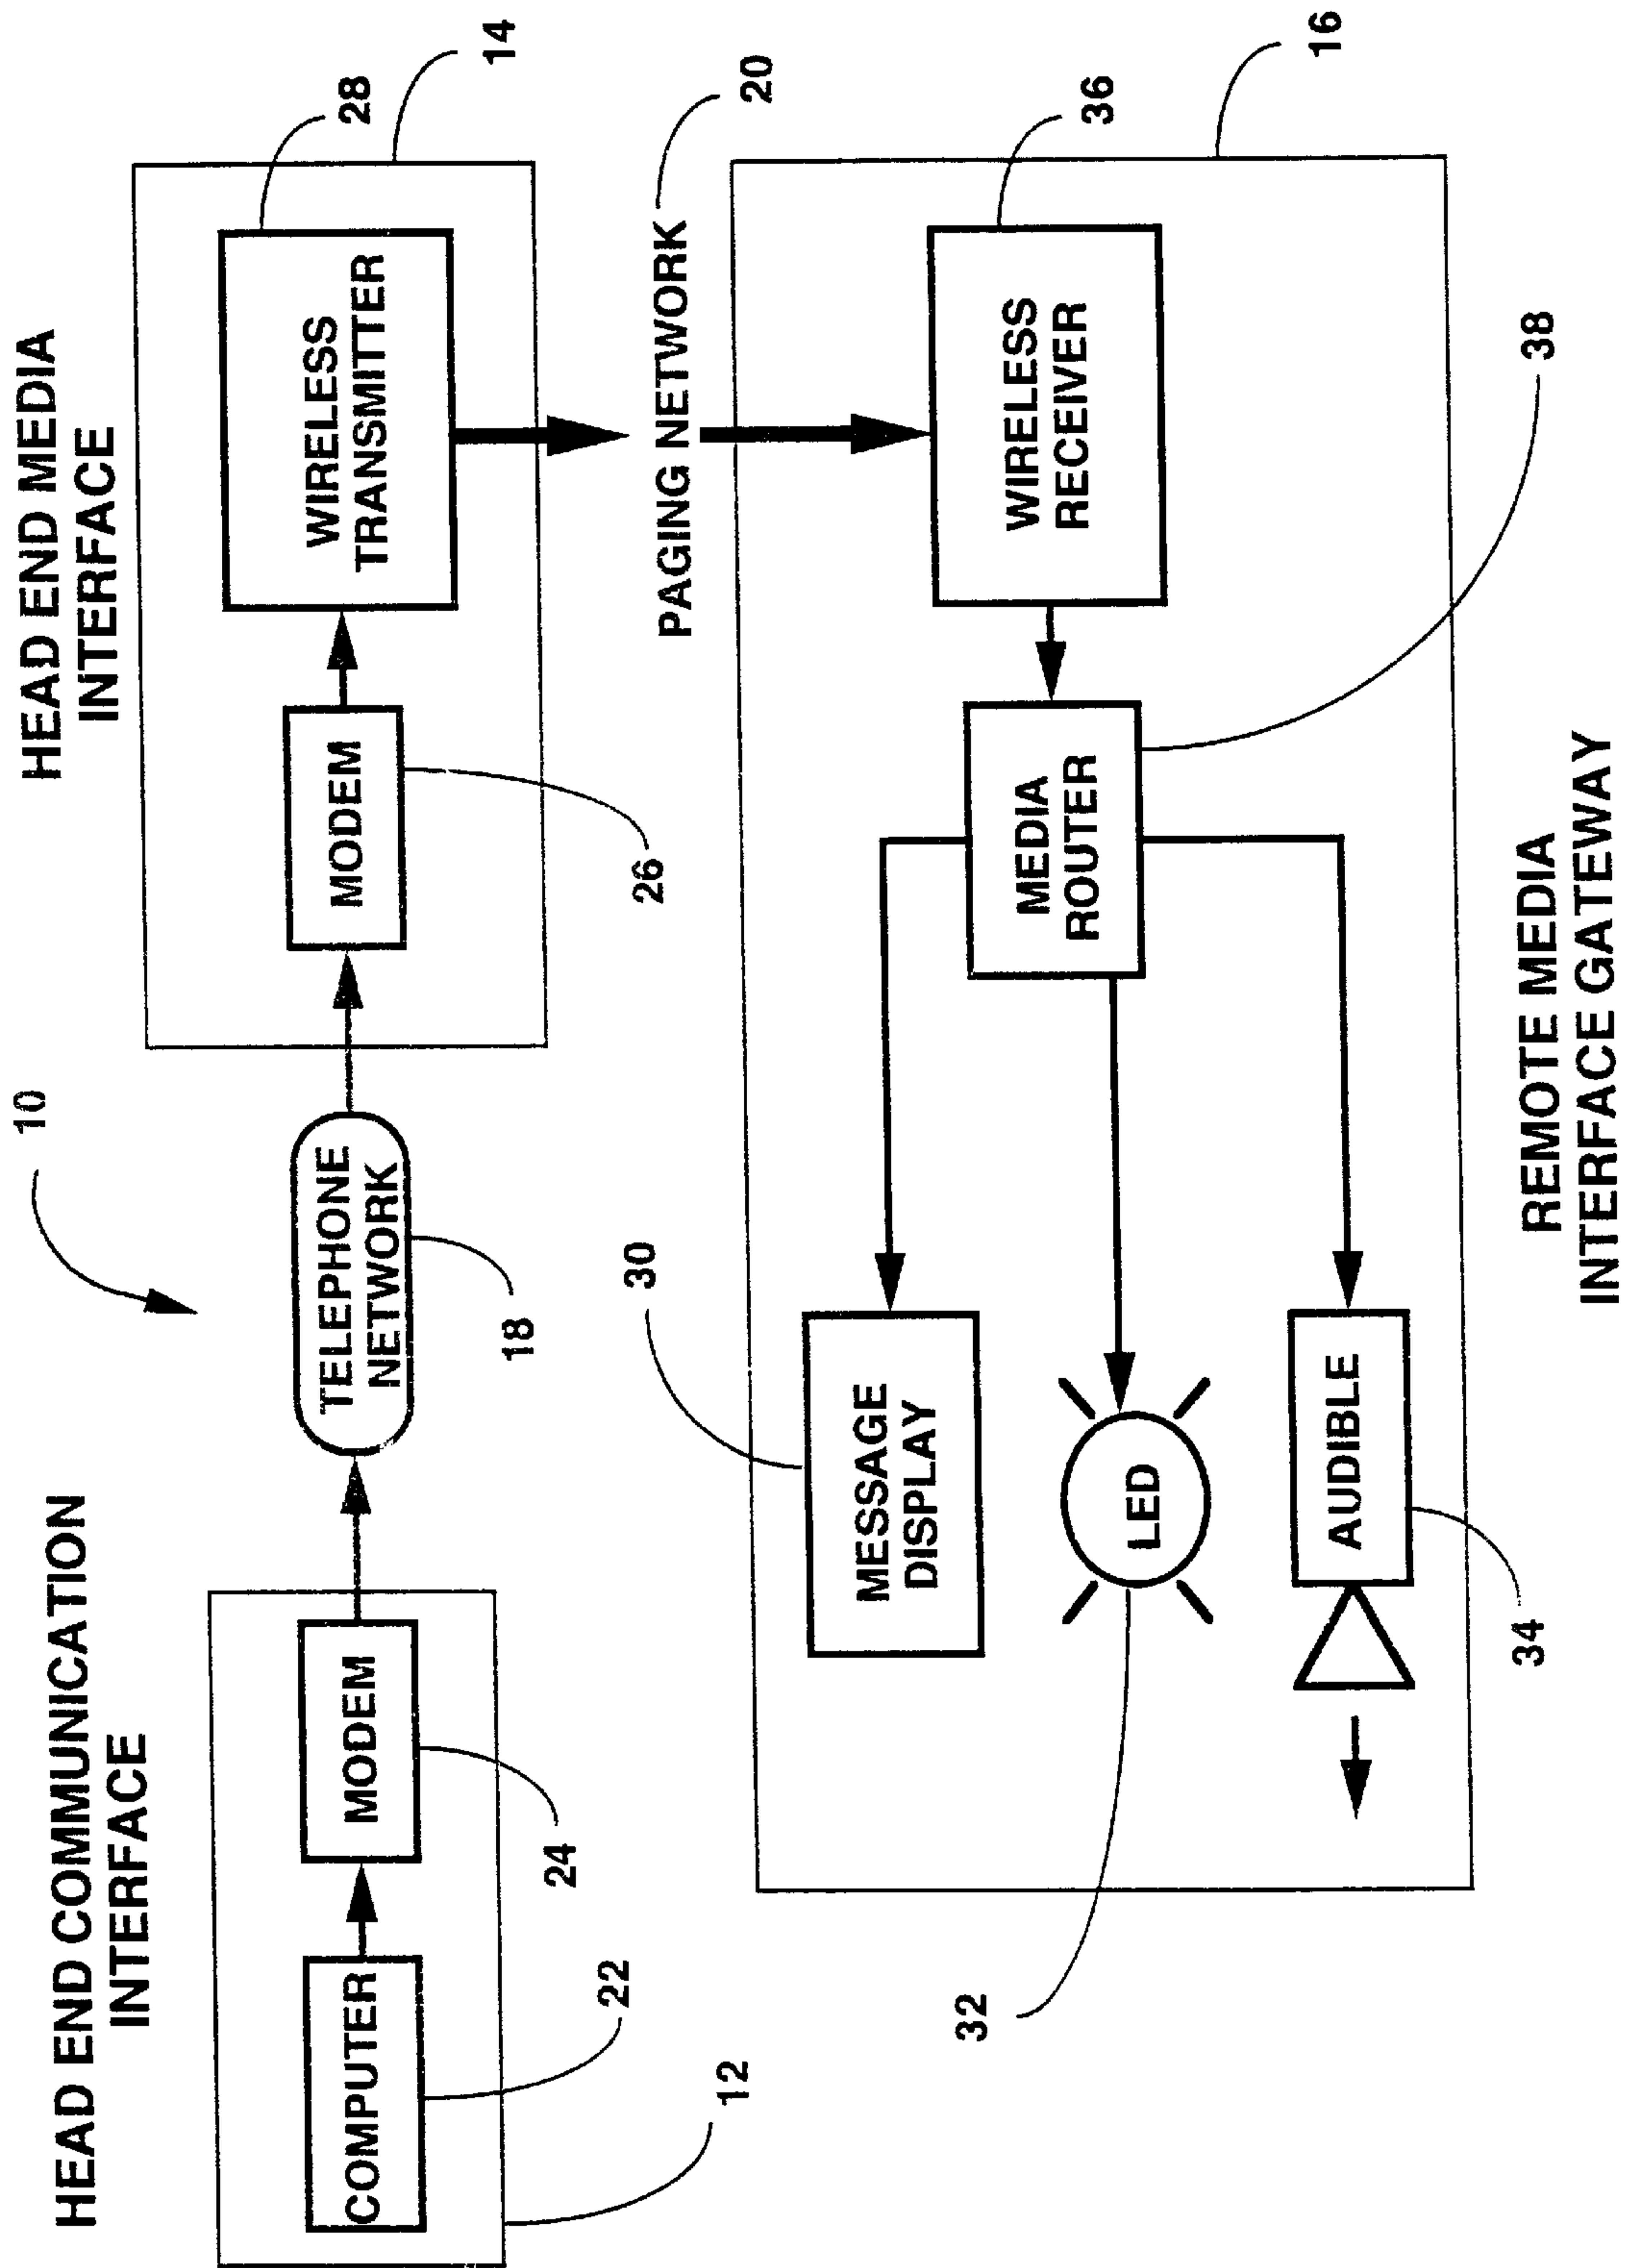 10
HEAD END COMMUNICATION
INTERFACE
HEAD END MEDIA
INTERFACE
COMPUTER
MODEM
TELEPHONE
NETWORK
MODEM
WIRELESS
TRANSMITTER
22
24
12
18
26
28
14
PAGING NETWORK
20
MESSAGE
DISPLAY
30
LED
32
AUDIBLE
34
MEDIA
ROUTER
38
WIRELESS
RECEIVER
36
16
REMOTE MEDIA
INTERFACE GATEWAY